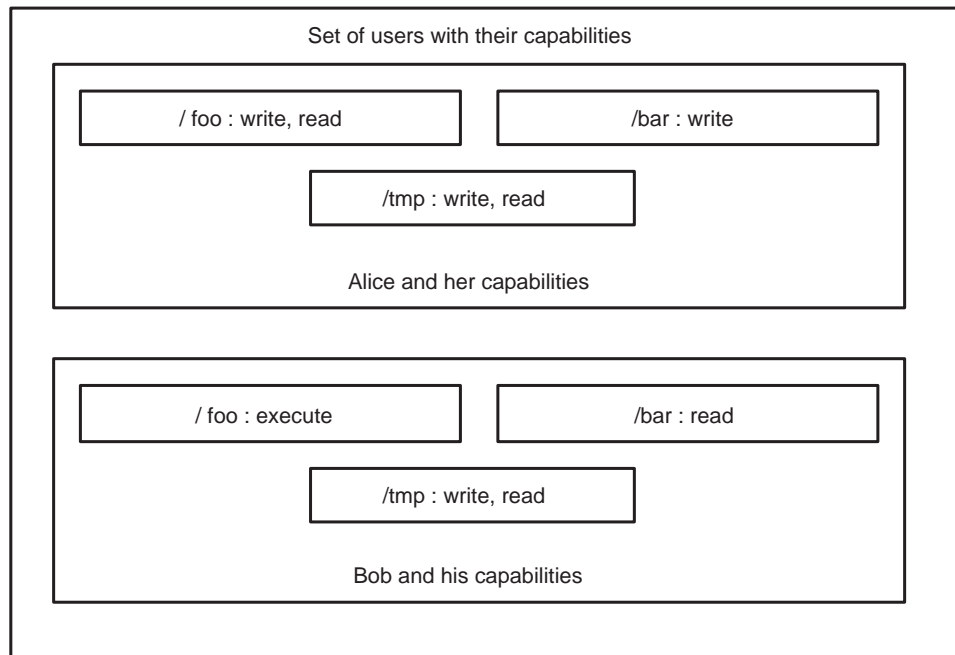 Set of users with their capabilities
/ foo : write, read
/bar : write
/tmp : write, read
Alice and her capabilities
/ foo : execute
/bar : read
/tmp : write, read
Bob and his capabilities